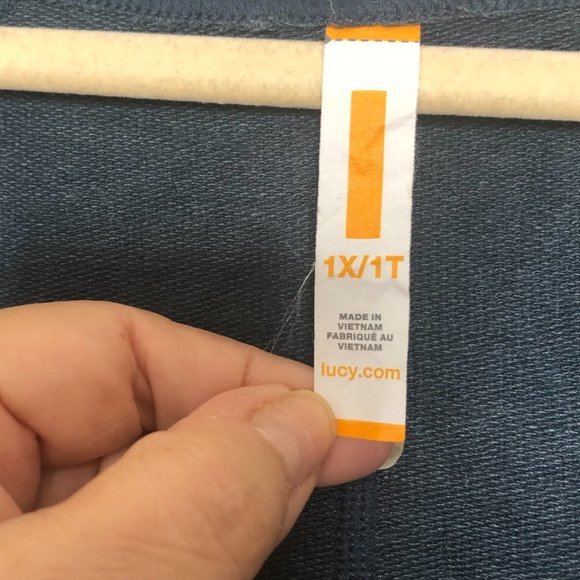 1X/1T
MADE IN
VIETNAM
FABRIQUÉ AU
VIETNAM
lucy.com